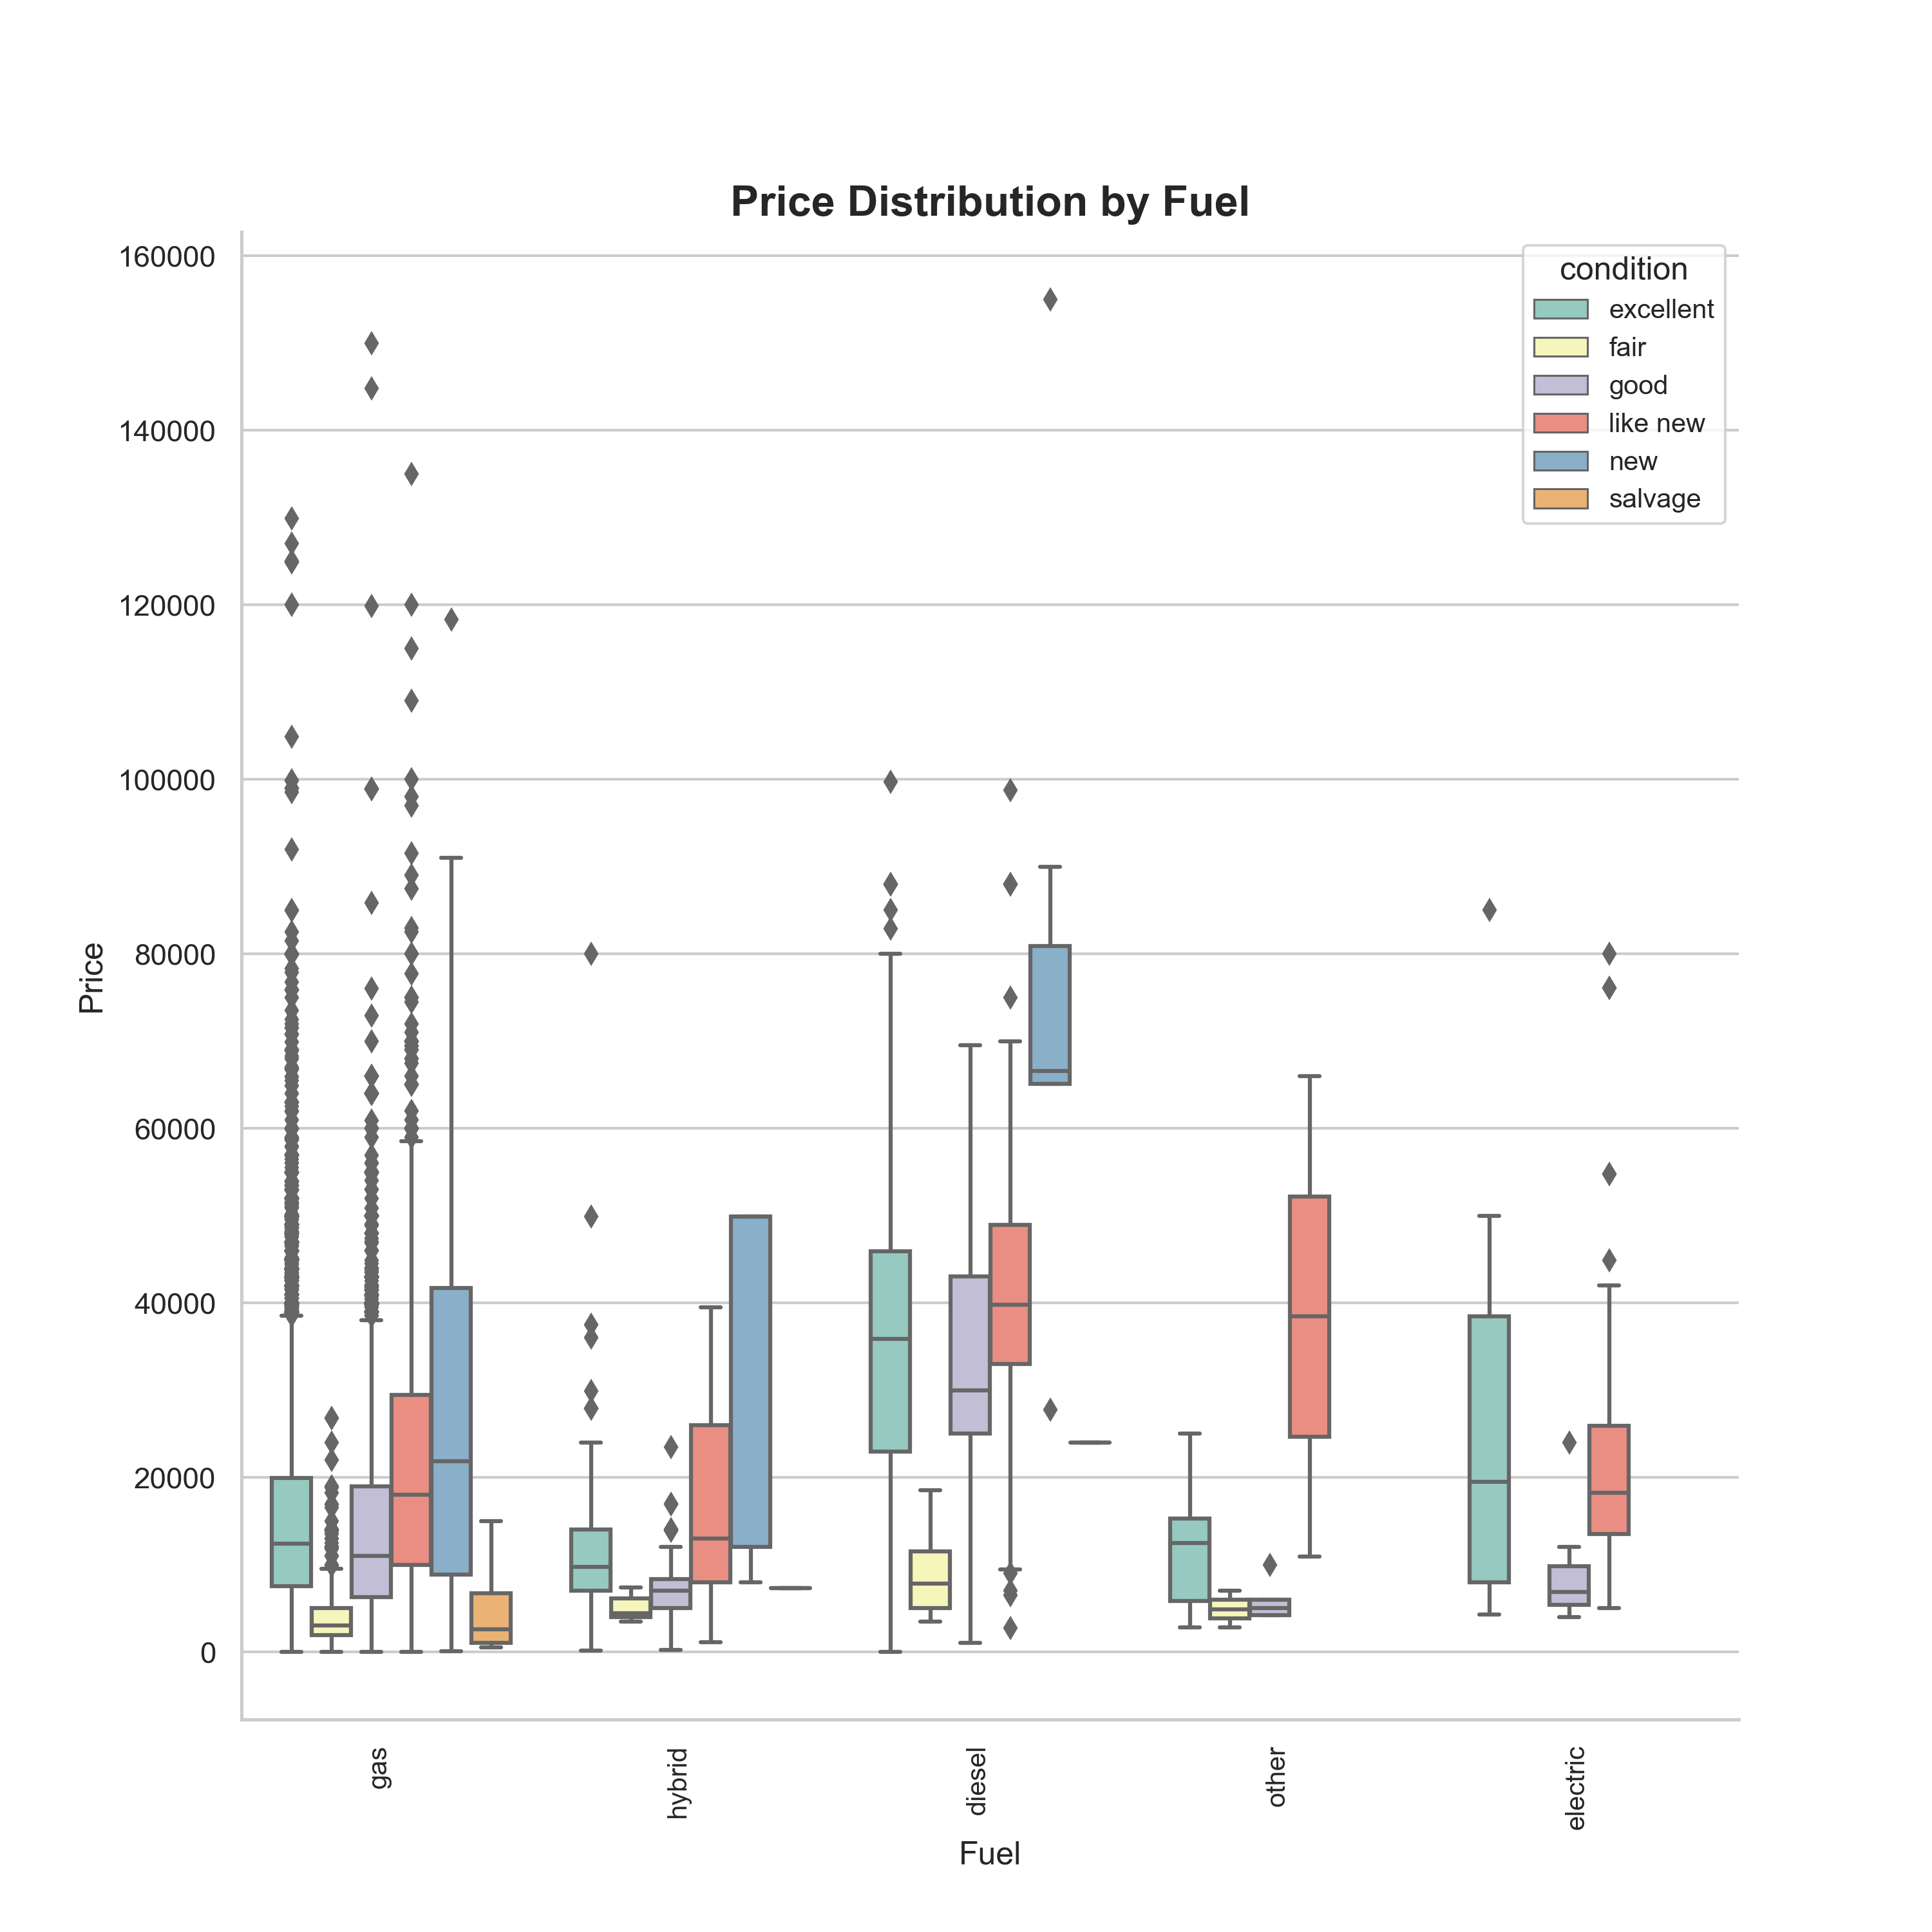 Price Distribution by Fuel
160000
140000
120000
100000
80000
60000
40000
20000
0
Price
condition
excellent
fair
good
like new
new
salvage
gas
hybrid
diesel
other
electric
Fuel